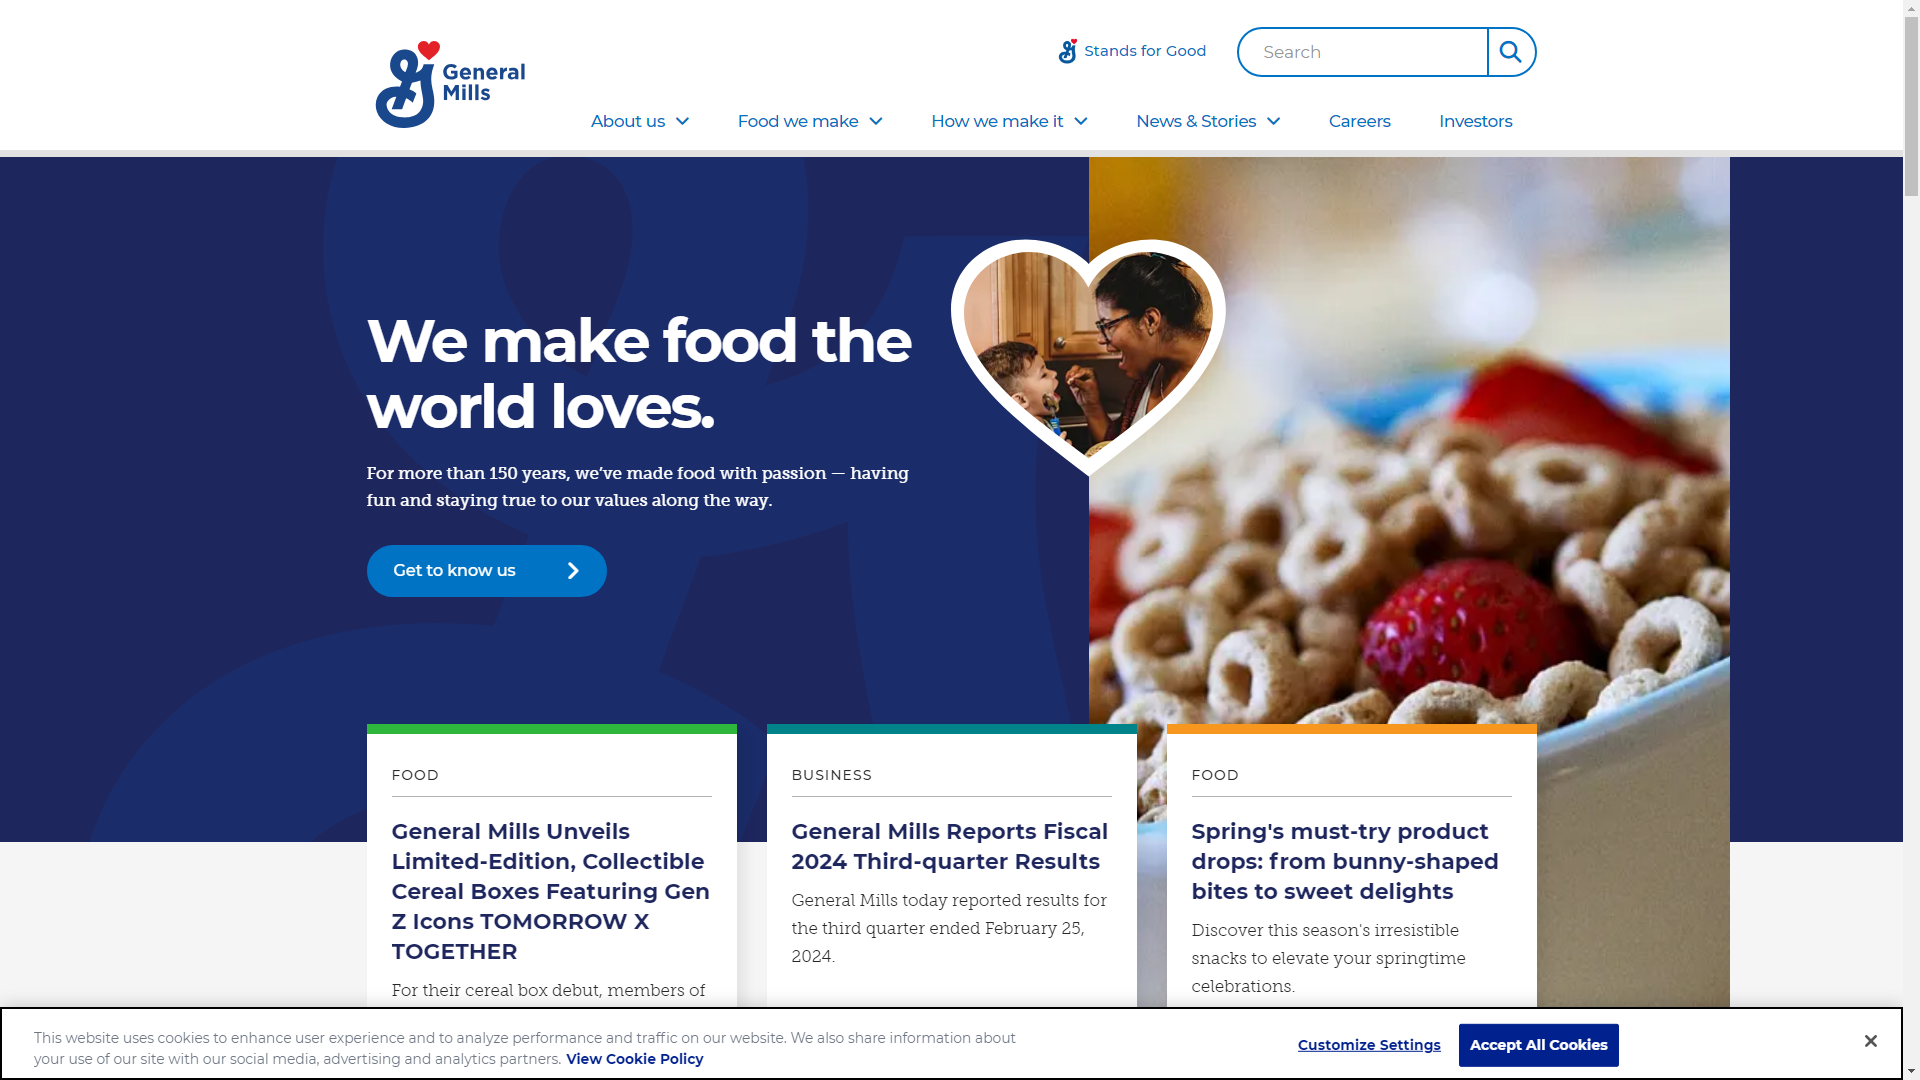 General
Mills
Stands for Good
Search
About us
Food we make
How we make it
News & Stories
Careers
Investors
We make food the
world loves.
For more than 150 years, we’ve made food with passion — having
fun and staying true to our values along the way.
Get to know us
FOOD
General Mills Unveils
Limited-Edition, Collectible
Cereal Boxes Featuring Gen
Z Icons TOMORROW X
TOGETHER
For their cereal box debut, members of
BUSINESS
General Mills Reports Fiscal
2024 Third-quarter Results
General Mills today reported results for
the third quarter ended February 25,
2024.
FOOD
Spring's must-try product
drops: from bunny-shaped
bites to sweet delights
Discover this season's irresistible
snacks to elevate your springtime
celebrations.
This website uses cookies to enhance user experience and to analyze performance and traffic on our website. We also share information about
your use of our site with our social media, advertising and analytics partners. View Cookie Policy
Customize Settings
Accept All Cookies